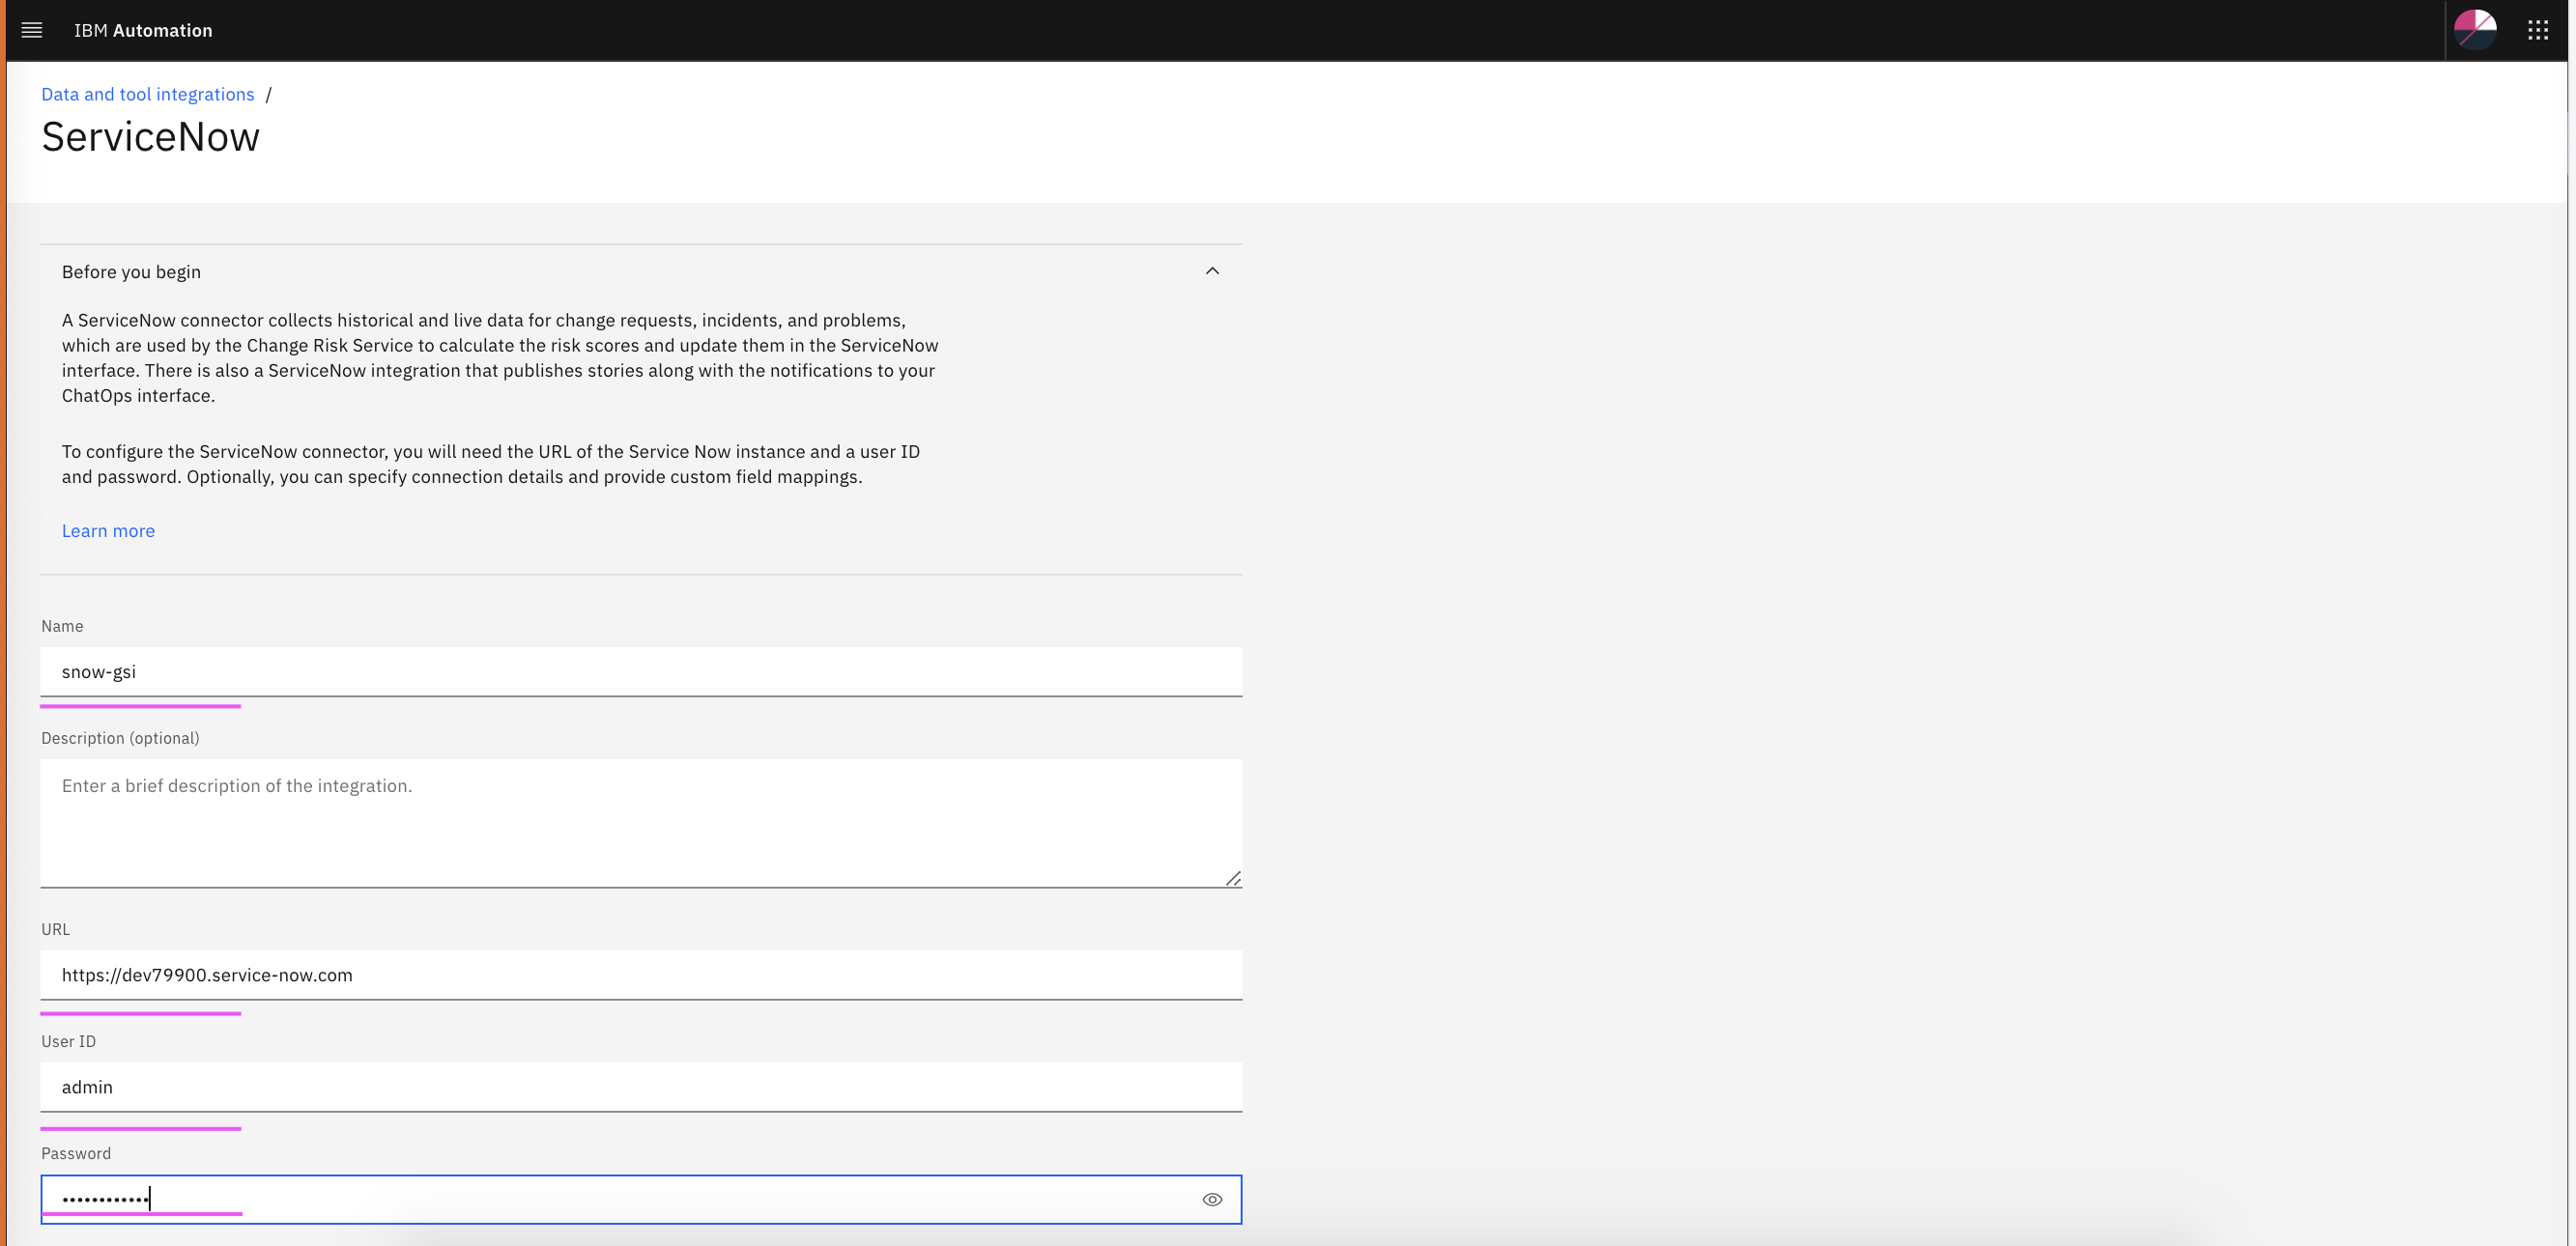 IBM Automation
Data and tool integrations /
ServiceNow
Before you begin
A ServiceNow connector collects historical and live data for change requests, incidents, and problems,
which are used by the Change Risk Service to calculate the risk scores and update them in the ServiceNow
interface. There is also a ServiceNow integration that publishes stories along with the notifications to your
ChatOps interface.
To configure the ServiceNow connector, you will need the URL of the Service Now instance and a user ID
and password. Optionally, you can specify connection details and provide custom field mappings.
Learn more
Name
snow-gsi
Description (optional)
Enter a brief description of the integration.
URL
https://dev79900.service-now.com
User ID
admin
Password
••••••••••••